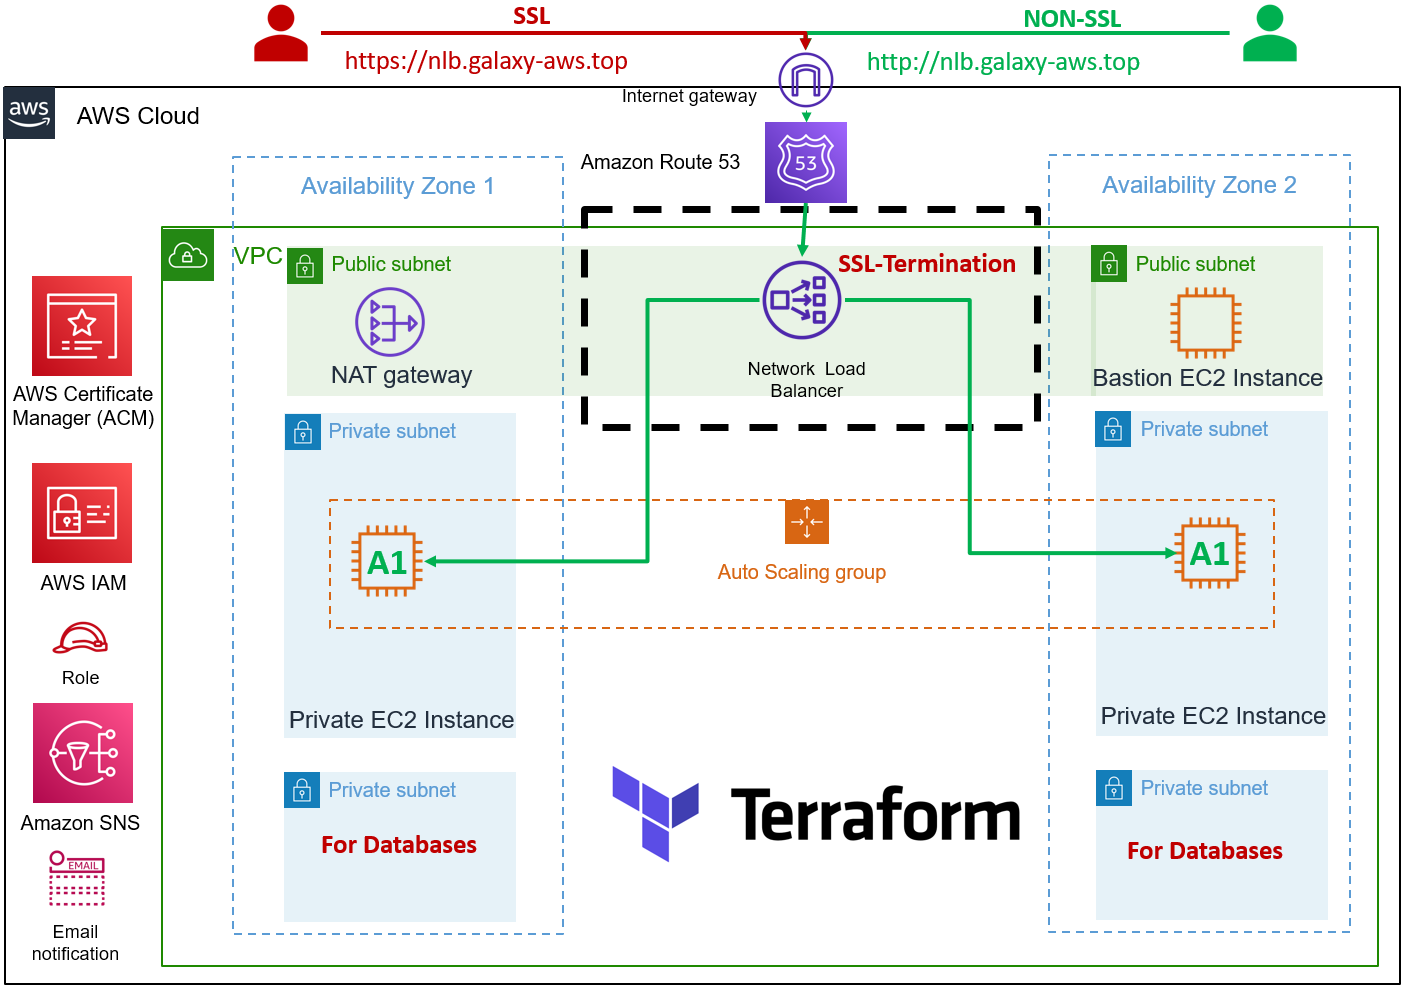 SSL
NON-SSL
https://nlb.galaxy-aws.top
http://nlb.galaxy-aws.top
Internet gateway
aws
AWS Cloud
Amazon Route 53
53
Availability Zone 1
Availability Zone 2
VPC
Public subnet
SSL-Termination
Public subnet
NAT gateway
Network Load
Balancer
Bastion EC2 Instance
AWS Certificate
Manager (ACM)
Private subnet
Private subnet
A1
A1
Auto Scaling group
AWS IAM
Role
Private EC2 Instance
Private EC2 Instance
Amazon SNS
Private subnet
Private subnet
Terraform
For Databases
For Databases
EMAIL
Email
notification